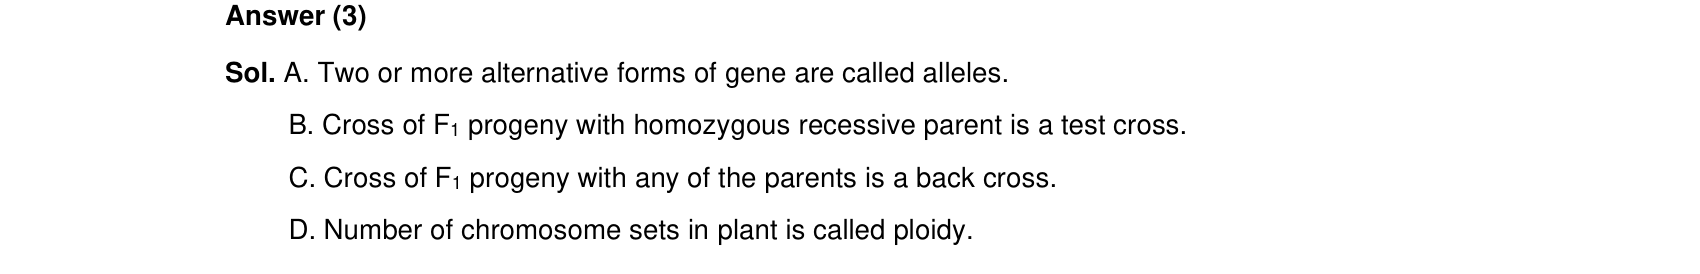 Answer (3)
Sol. A. Two or more alternative forms of gene are called alleles.
B. Cross of F₁ progeny with homozygous recessive parent is a test cross.
C. Cross of F₁ progeny with any of the parents is a back cross.
D. Number of chromosome sets in plant is called ploidy.